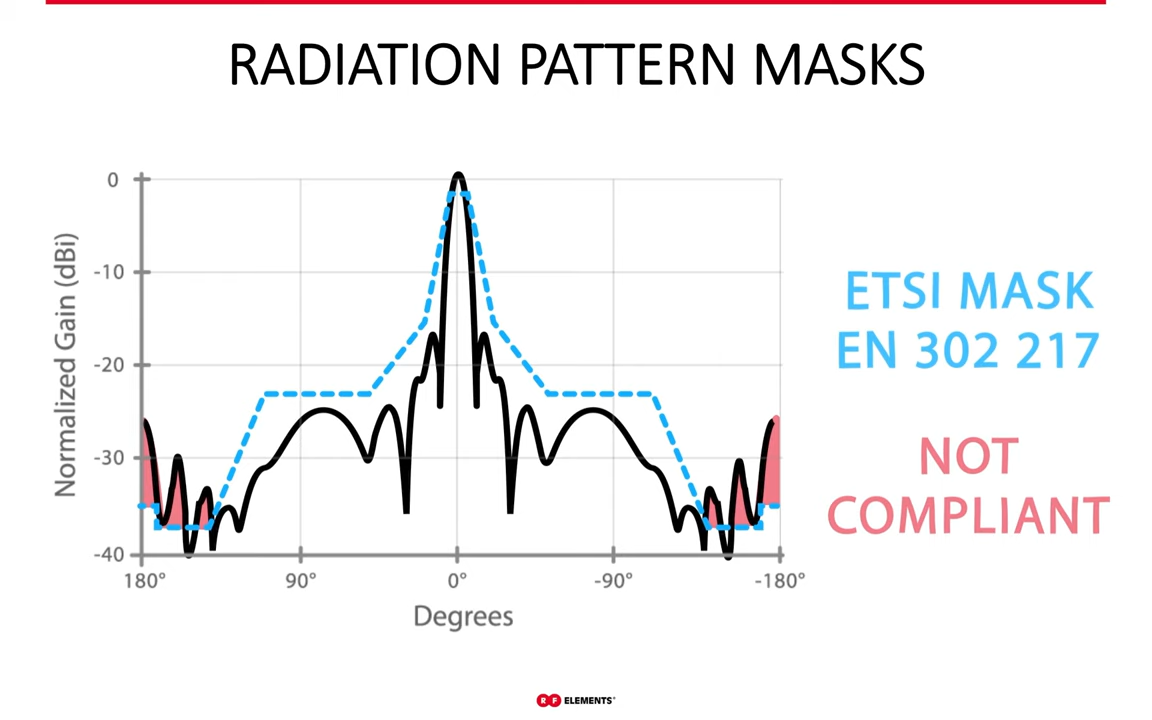 RADIATION PATTERN MASKS
0
-10
-20
-30
-40
Normalized Gain (dBi)
180°
90°
0°
-90°
-180°
Degrees
ETSI MASK
EN 302 217
NOT
COMPLIANT
RF ELEMENTS